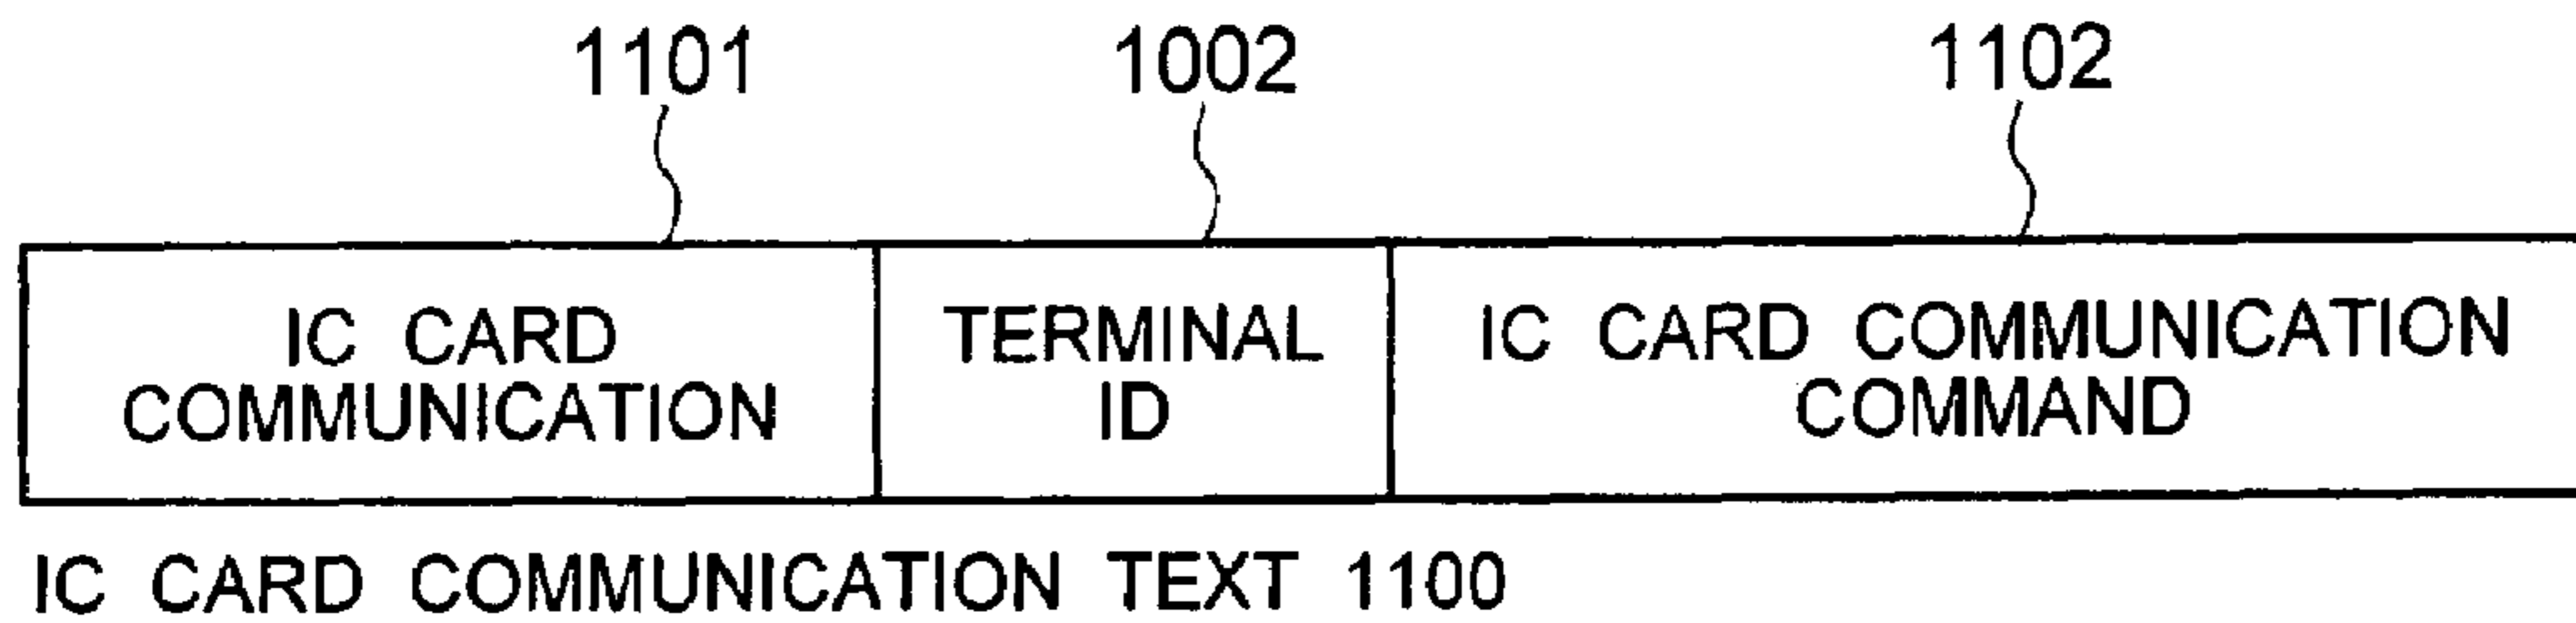 1101 1002 1102
IC CARD COMMUNICATION
TERMINAL ID
IC CARD COMMUNICATION COMMAND
IC CARD COMMUNICATION TEXT 1100